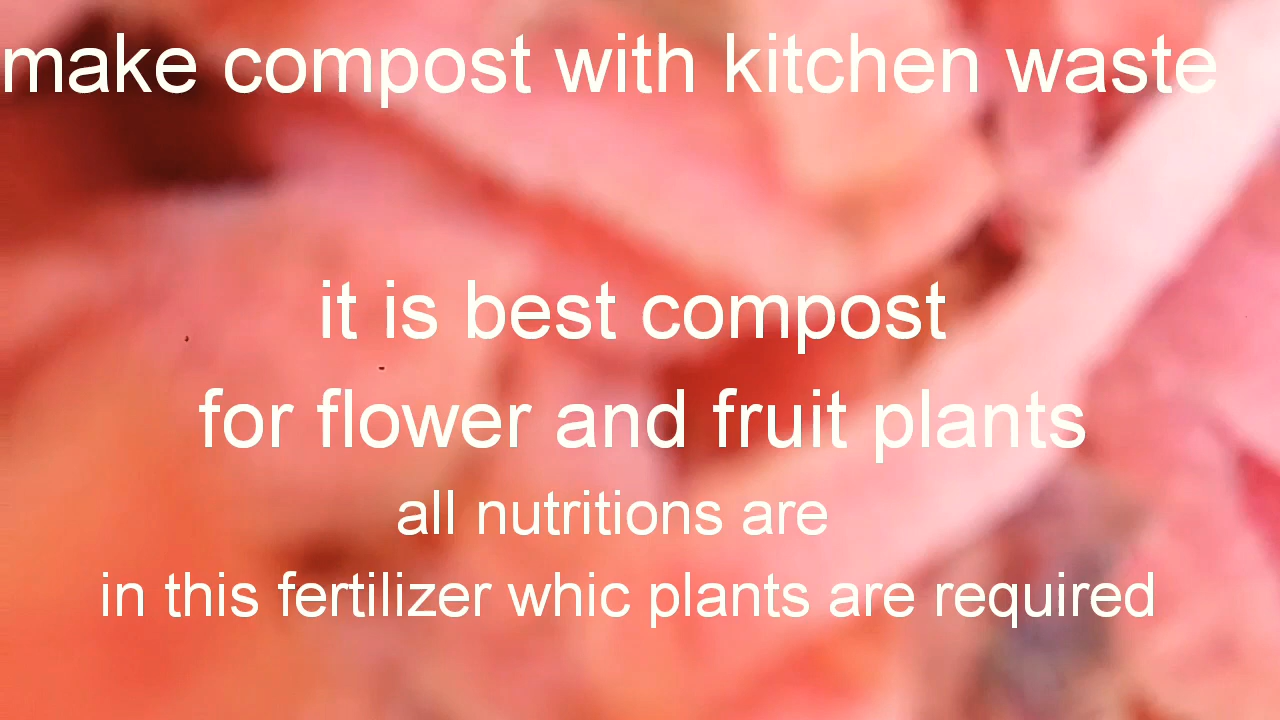 make compost with kitchen waste
it is best compost
for flower and fruit plants
all nutritions are
in this fertilizer whic plants are required